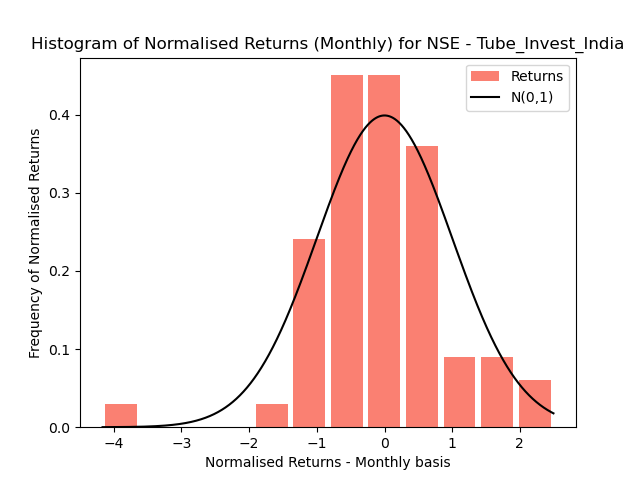 Histogram of Normalised Returns (Monthly) for NSE - Tube_Invest_India
Returns
N(0,1)
Frequency of Normalised Returns
0.4
0.3
0.2
0.1
0.0
−4 −3 −2 −1 0 1 2
Normalised Returns - Monthly basis